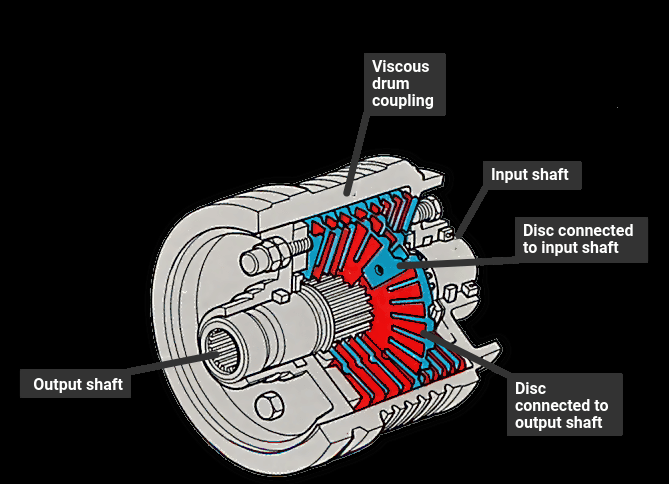 Viscous
drum
coupling
Input shaft
Disc connected
to input shaft
Output shaft
Disc
connected to
output shaft